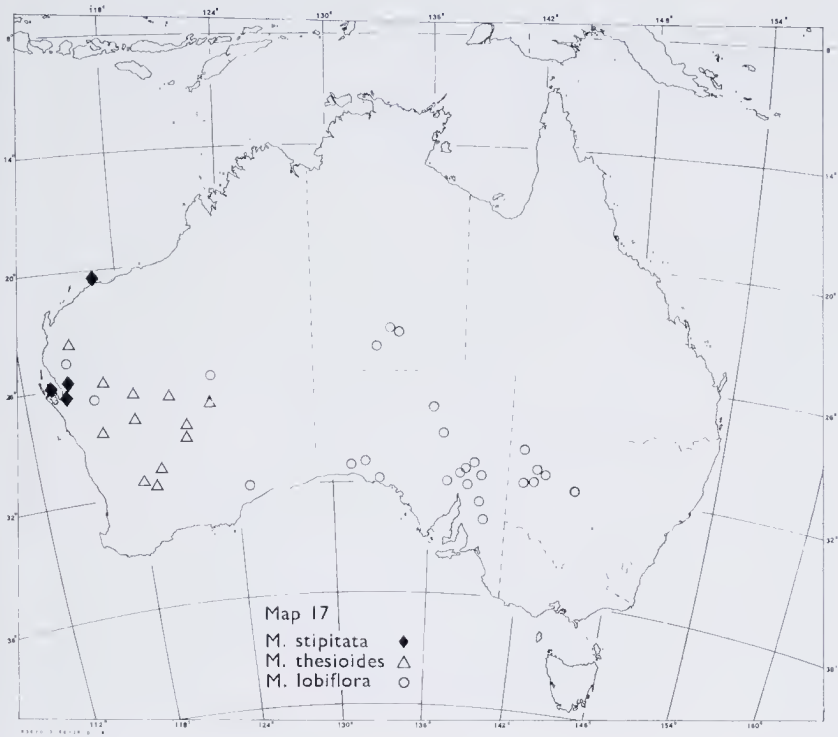 118° 124° 130° 136° 142° 148° 154°
8° 8
14° 14°
20° 20°
26° 26°
32° 32°
38° 38°
Map 17
M. stipitata
M. thesioides
M. lobiflora
112° 118° 124° 130° 136° 142° 148° 154° 160°